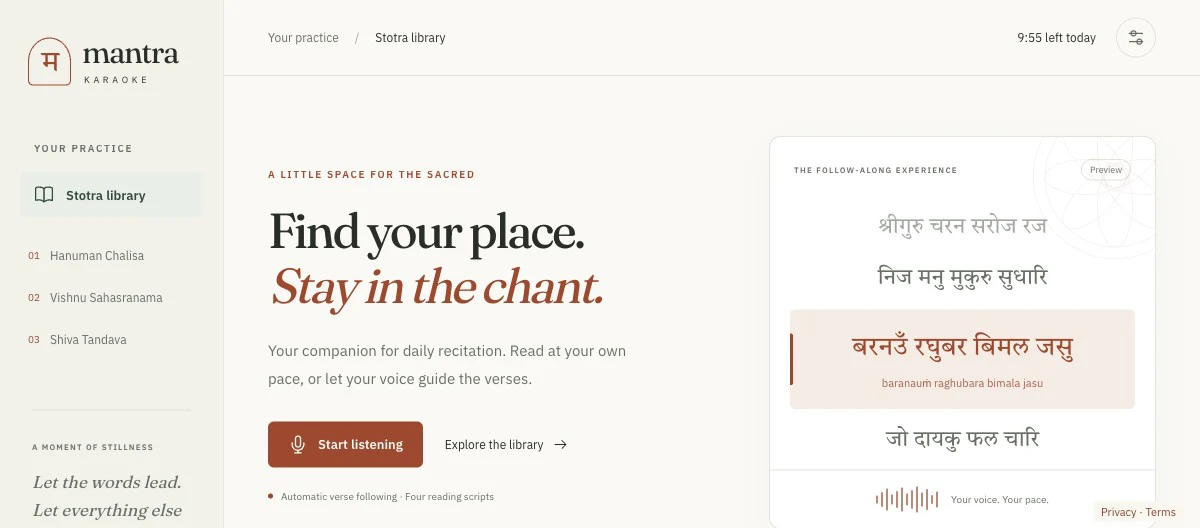 म
mantra
KARAOKE
YOUR PRACTICE
Stotra library
01 Hanuman Chalisa
02 Vishnu Sahasranama
03 Shiva Tandava
A MOMENT OF STILLNESS
Let the words lead.
Let everything else
Your practice / Stotra library
9:55 left today
A LITTLE SPACE FOR THE SACRED
Find your place.
Stay in the chant.
Your companion for daily recitation. Read at your own
pace, or let your voice guide the verses.
Start listening
Explore the library →
Automatic verse following · Four reading scripts
THE FOLLOW-ALONG EXPERIENCE
Preview
श्रीगुरु चरन सरोज रज
निज मनु मुकुरु सुधारि
बरनउँ रघुबर बिमल जसु
baranauṁ raghubara bimala jasu
जो दायकु फल चारि
Your voice. Your pace.
Privacy · Terms